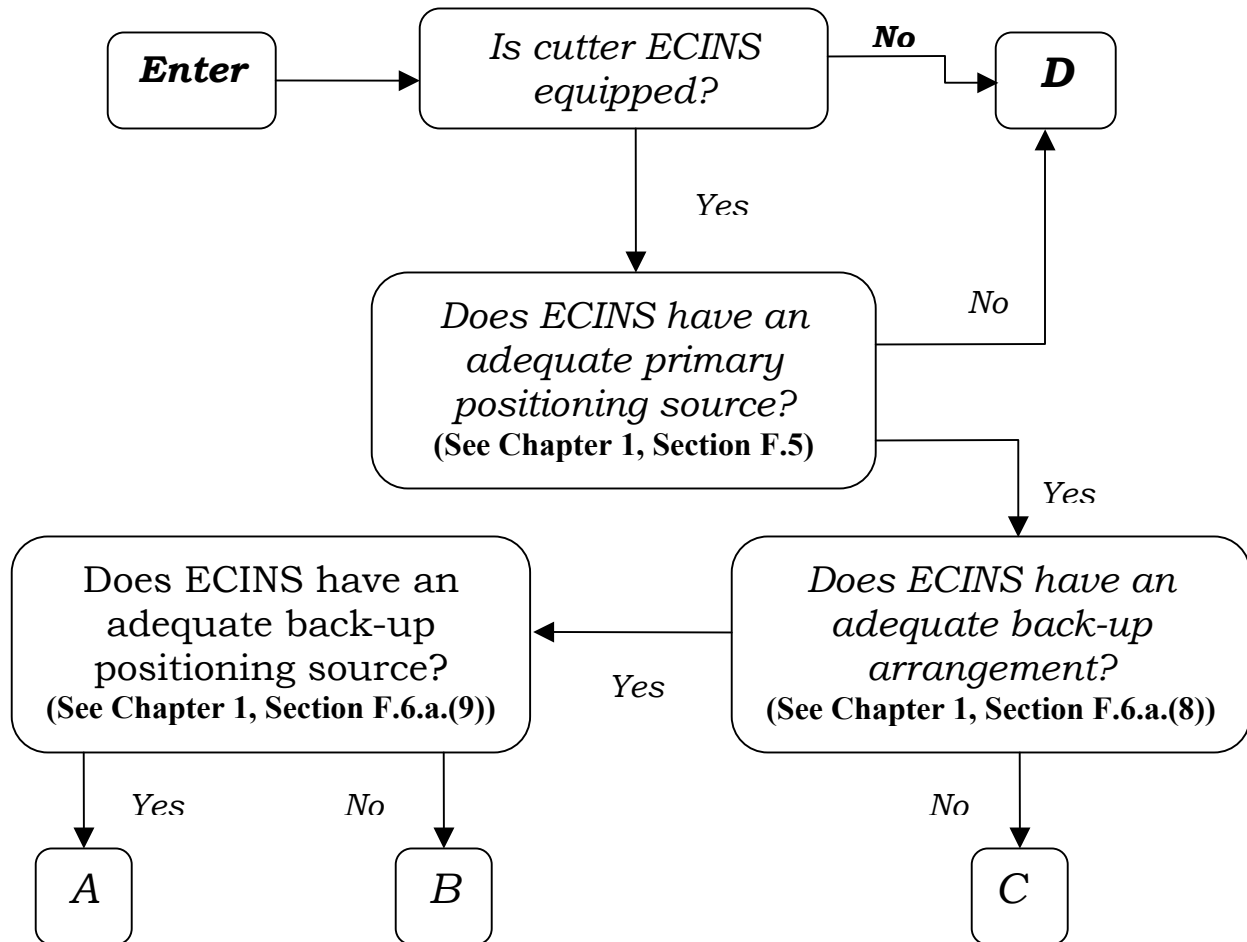 Enter
Is cutter ECINS
equipped?
No
D
Yes
Does ECINS have an
adequate primary
positioning source?
(See Chapter 1, Section F.5)
No
Yes
Does ECINS have an
adequate back-up
positioning source?
(See Chapter 1, Section F.6.a.(9))
Yes
Does ECINS have an
adequate back-up
arrangement?
(See Chapter 1, Section F.6.a.(8))
Yes
No
No
A
B
C